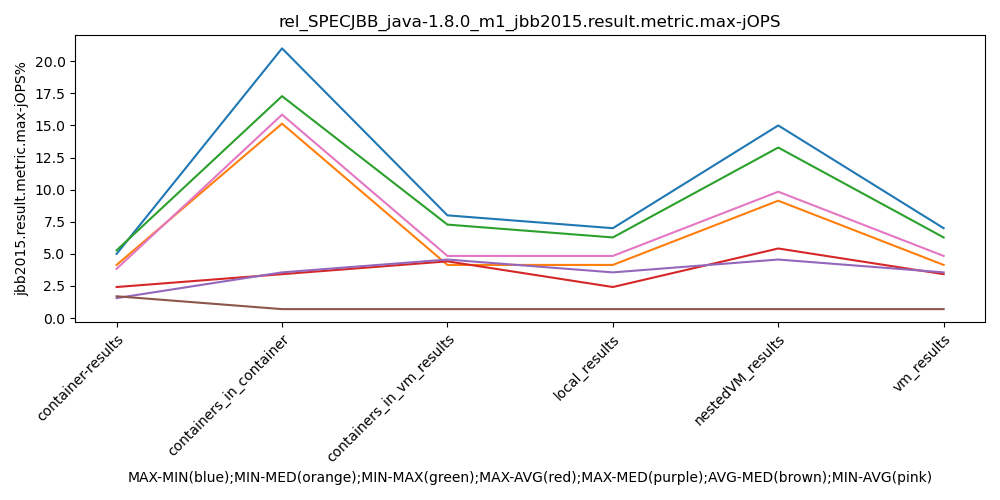 rel_SPECJBB_java-1.8.0_m1_jbb2015.result.metric.max-jOPS
jbb2015.result.metric.max-jOPS%
20.0
17.5
15.0
12.5
10.0
7.5
5.0
2.5
0.0
container-results
containers_in_container
containers_in_vm_results
local_results
nestedVM_results
vm_results
MAX-MIN(blue);MIN-MED(orange);MIN-MAX(green);MAX-AVG(red);MAX-MED(purple);AVG-MED(brown);MIN-AVG(pink)